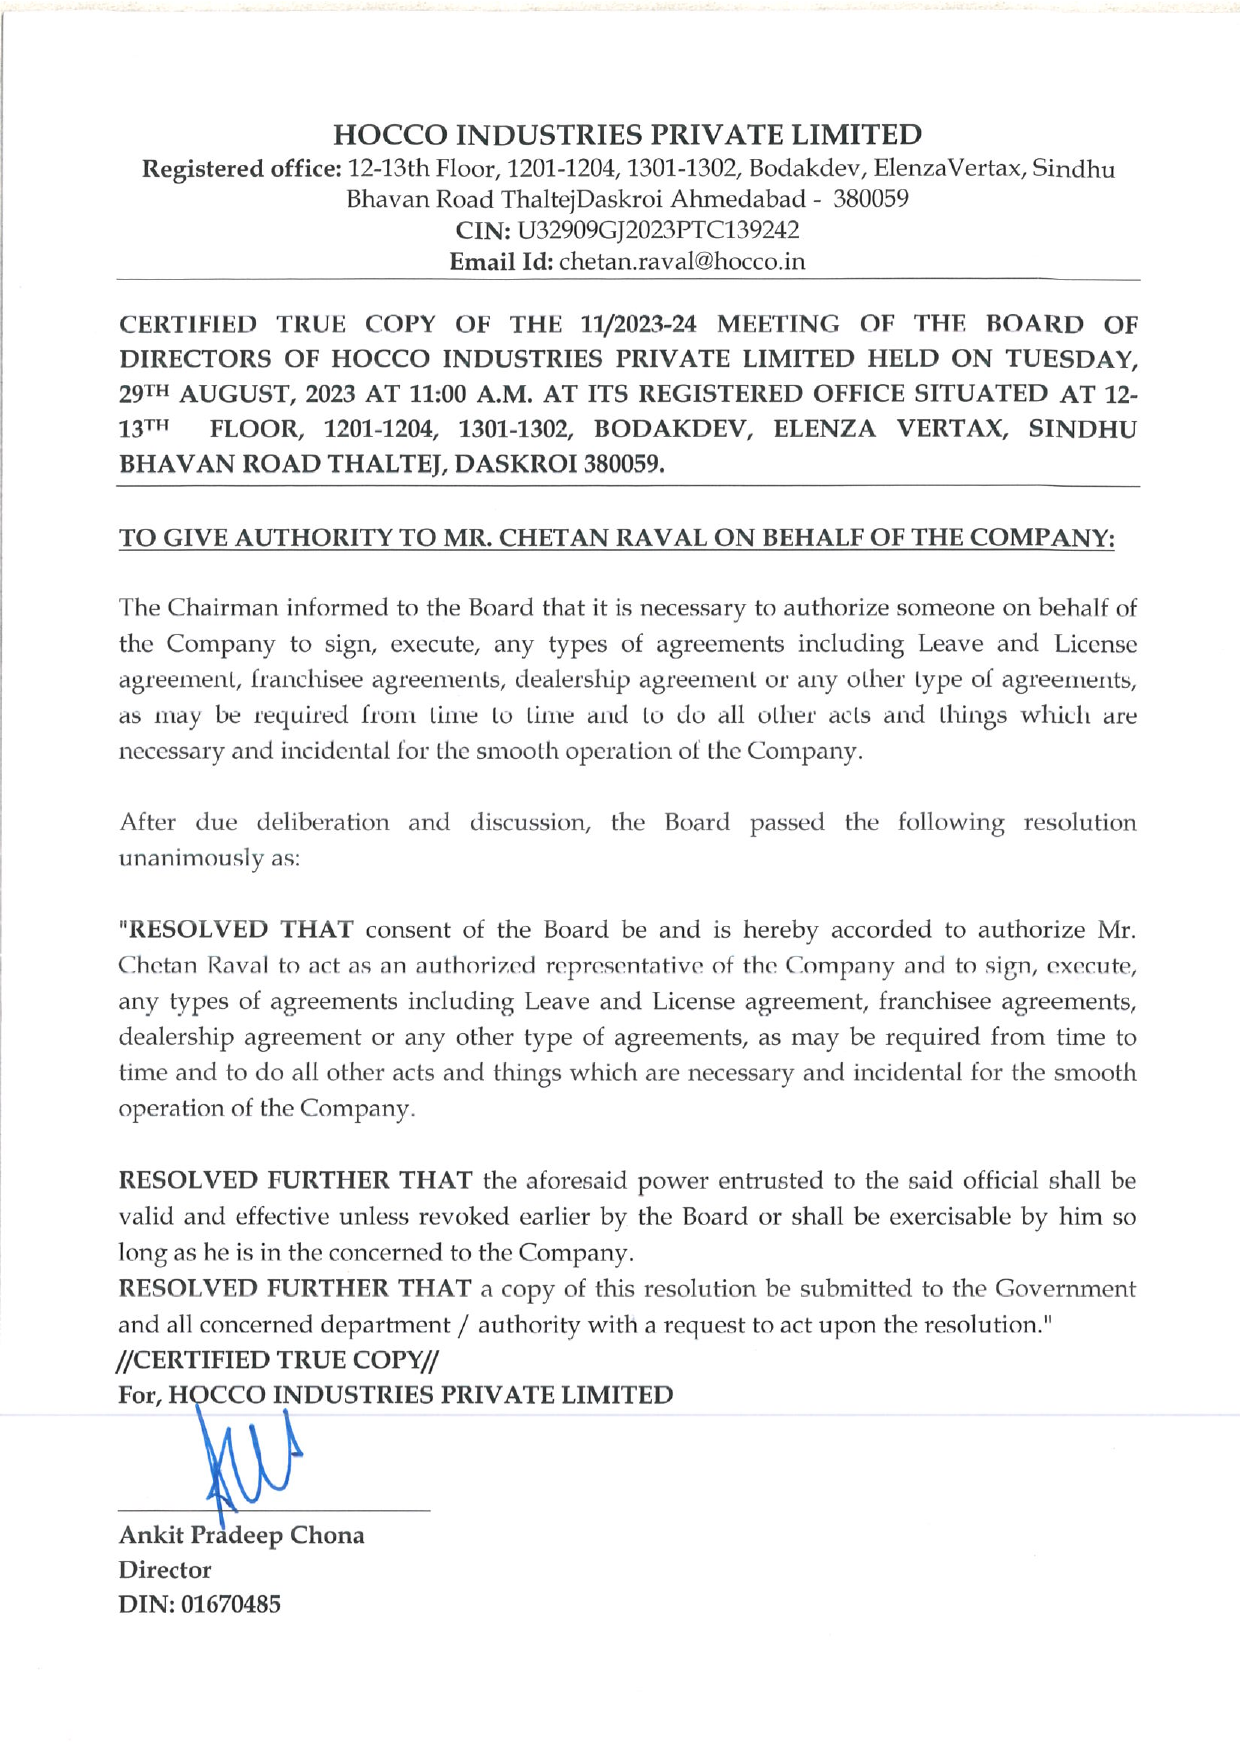 HOCCO INDUSTRIES PRIVATE LIMITED
Registered office: 12-13th Floor, 1201-1204, 1301-1302, Bodakdev, ElenzaVertax, Sindhu
Bhavan Road ThaltejDaskroi Ahmedabad - 380059
CIN: U32909GJ2023PTC139242
Email Id: chetan.raval@hocco.in
CERTIFIED TRUE COPY OF THE 11/2023-24 MEETING OF THE BOARD OF
DIRECTORS OF HOCCO INDUSTRIES PRIVATE LIMITED HELD ON TUESDAY,
29TH AUGUST, 2023 AT 11:00 A.M. AT ITS REGISTERED OFFICE SITUATED AT 12-
13TH FLOOR, 1201-1204, 1301-1302, BODAKDEV, ELENZA VERTAX, SINDHU
BHAVAN ROAD THALTEJ, DASKROI 380059.
TO GIVE AUTHORITY TO MR. CHETAN RAVAL ON BEHALF OF THE COMPANY:
The Chairman informed to the Board that it is necessary to authorize someone on behalf of
the Company to sign, execute, any types of agreements including Leave and License
agreement, franchisee agreements, dealership agreement or any other type of agreements,
as may be required from time to time and to do all other acts and things which are
necessary and incidental for the smooth operation of the Company.
After due deliberation and discussion, the Board passed the following resolution
unanimously as:
"RESOLVED THAT consent of the Board be and is hereby accorded to authorize Mr.
Chetan Raval to act as an authorized representative of the Company and to sign, execute,
any types of agreements including Leave and License agreement, franchisee agreements,
dealership agreement or any other type of agreements, as may be required from time to
time and to do all other acts and things which are necessary and incidental for the smooth
operation of the Company.
RESOLVED FURTHER THAT the aforesaid power entrusted to the said official shall be
valid and effective unless revoked earlier by the Board or shall be exercisable by him so
long as he is in the concerned to the Company.
RESOLVED FURTHER THAT a copy of this resolution be submitted to the Government
and all concerned department / authority with a request to act upon the resolution."
//CERTIFIED TRUE COPY//
For, HOCCO INDUSTRIES PRIVATE LIMITED
Ankit Pradeep Chona
Director
DIN: 01670485